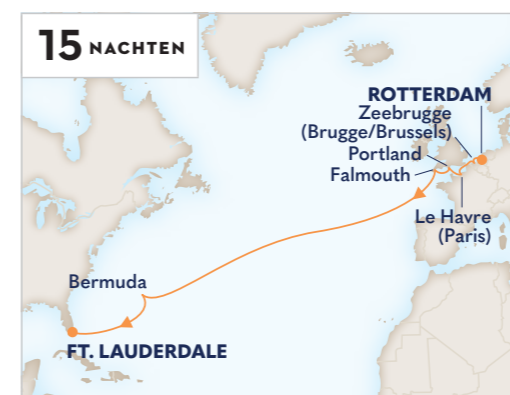 15 NACHTEN
ROTTERDAM
Zeebrugge
(Brugge/Brussels)
Portland
Falmouth
Le Havre
(Paris)
Bermuda
FT. LAUDERDALE